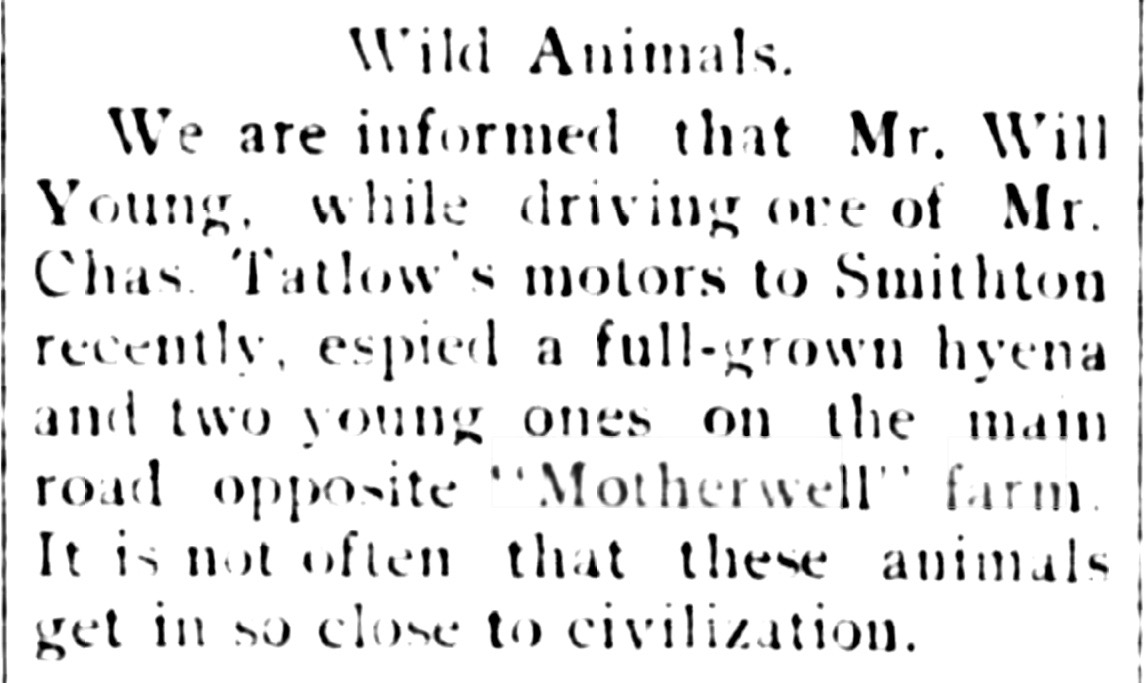 Wild Animals.
We are informed that Mr. Will
Young, while driving one of Mr.
Chas. Tatlow's motors to Smithton
recently, espied a full-grown hyena
and two young ones on the main
road opposite "Motherwell" farm.
It is not often that these animals
get in so close to civilization.